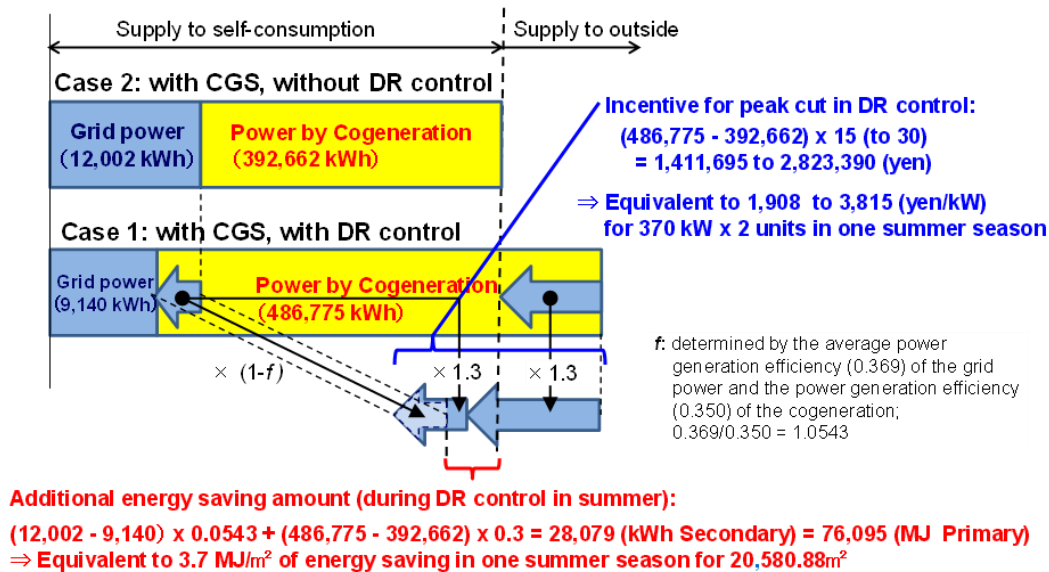 Supply to self-consumption
Supply to outside
Case 2: with CGS, without DR control
Grid power
(12,002 kWh)
Power by Cogeneration
(392,662 kWh)
Incentive for peak cut in DR control:
(486,775 - 392,662) x 15 (to 30)
= 1,411,695 to 2,823,390 (yen)
⇒ Equivalent to 1,908 to 3,815 (yen/kW)
for 370 kW x 2 units in one summer season
Case 1: with CGS, with DR control
Grid power
(9,140 kWh)
Power by Cogeneration
(486,775 kWh)
× (1-f)
× 1.3
× 1.3
f: determined by the average power
generation efficiency (0.369) of the grid
power and the power generation efficiency
(0.350) of the cogeneration;
0.369/0.350 = 1.0543
Additional energy saving amount (during DR control in summer):
(12,002 - 9,140) x 0.0543 + (486,775 - 392,662) x 0.3 = 28,079 (kWh Secondary) = 76,095 (MJ Primary)
⇒ Equivalent to 3.7 MJ/m² of energy saving in one summer season for 20,580.88m²